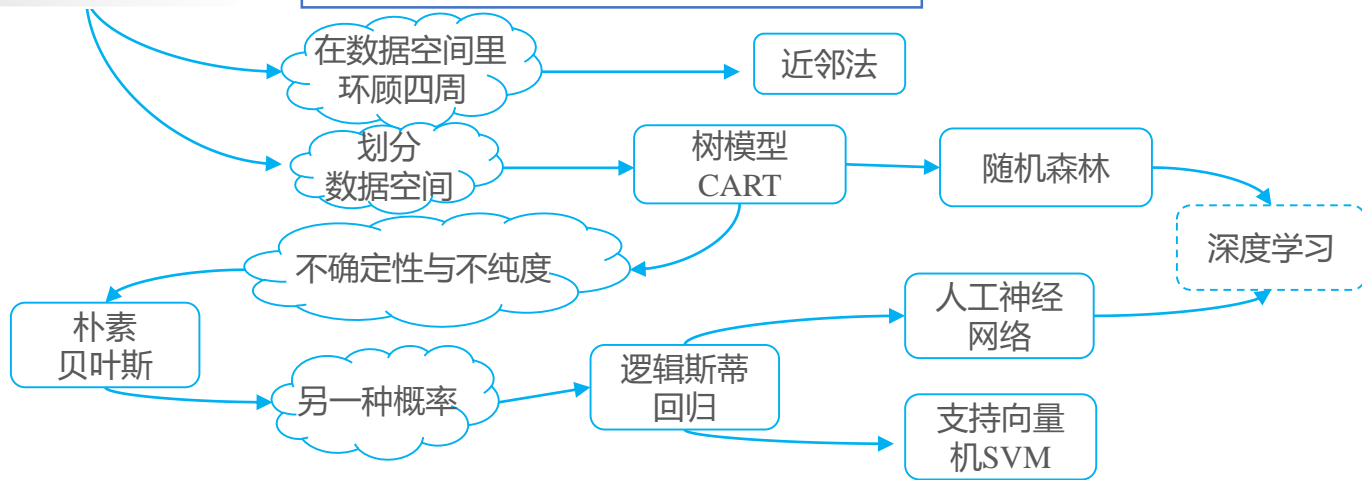 在数据空间里
环顾四周
近邻法
划分
数据空间
树模型
CART
随机森林
深度学习
不确定性与不纯度
人工神经
网络
朴素
贝叶斯
另一种概率
逻辑斯蒂
回归
支持向量
机SVM